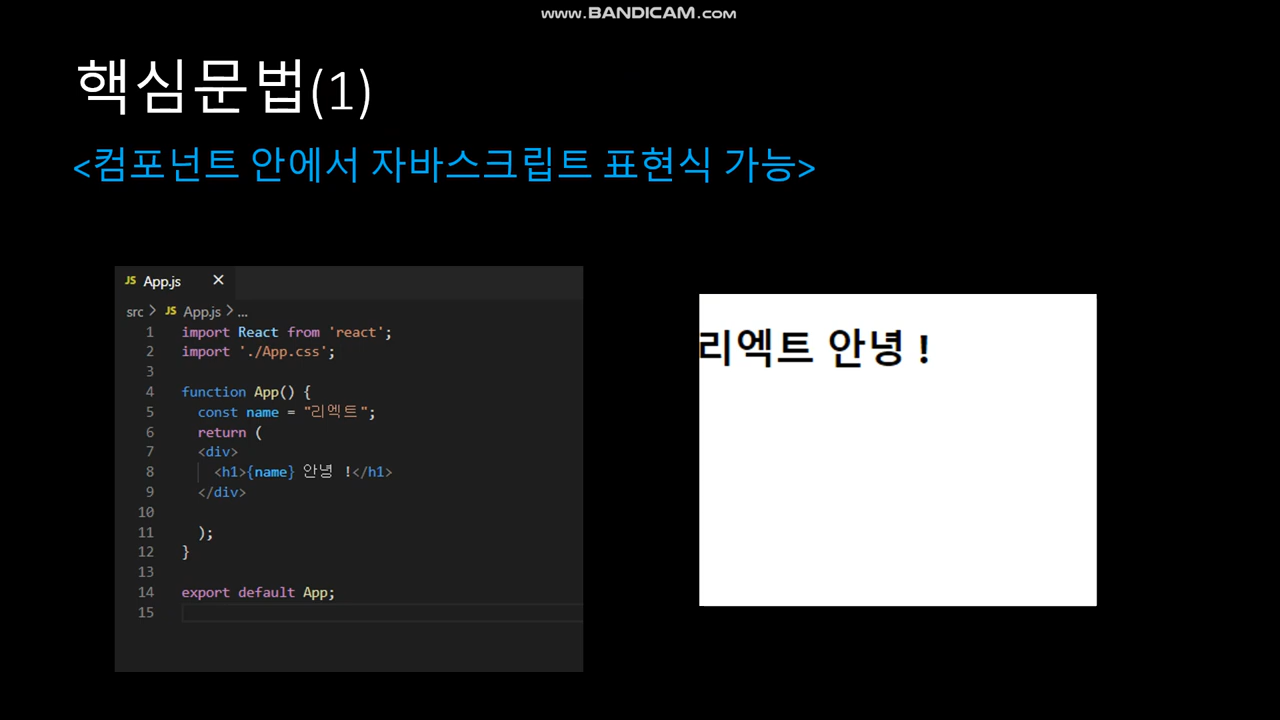 www.BANDICAM.com
핵심문법(1)
<컴포넌트 안에서 자바스크립트 표현식 가능>
JS App.js ×
src > JS App.js > ...
1 import React from 'react';
2 import './App.css';
3
4 function App() {
5 const name = "리엑트";
6 return (
7 <div>
8 <h1>{name} 안녕 !</h1>
9 </div>
10
11 );
12 }
13
14 export default App;
15
리엑트 안녕 !